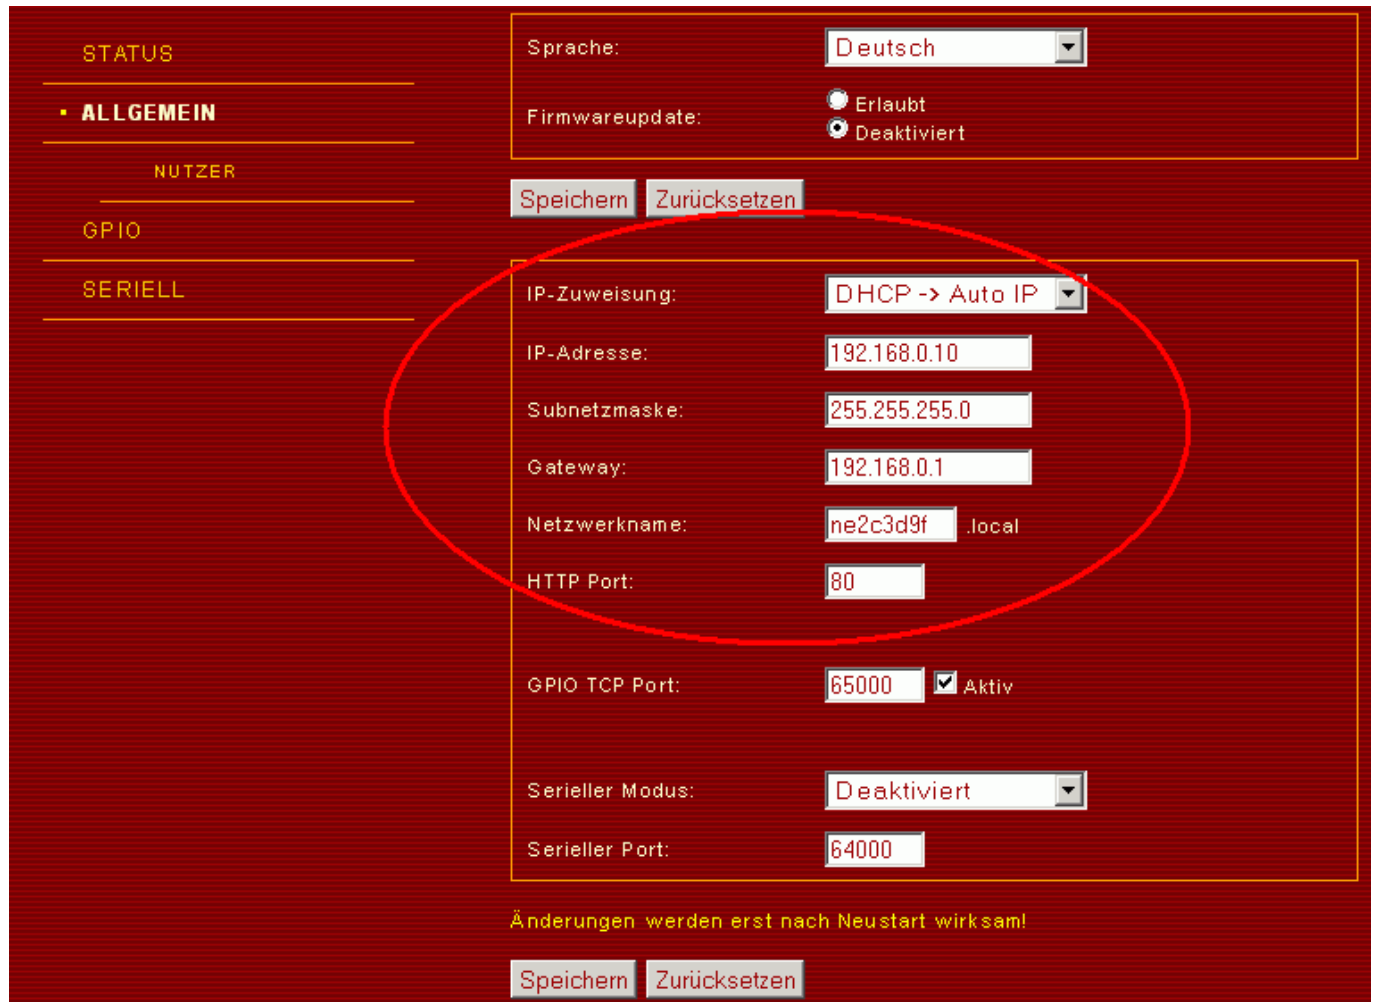 STATUS
ALLGEMEIN
NUTZER
GPIO
SERIELL
Sprache: Deutsch
Firmwareupdate: Erlaubt
Deaktiviert
Speichern Zurücksetzen
IP-Zuweisung: DHCP -> Auto IP
IP-Adresse: 192.168.0.10
Subnetzmaske: 255.255.255.0
Gateway: 192.168.0.1
Netzwerkname: ne2c3d9f .local
HTTP Port: 80
GPIO TCP Port: 65000 Aktiv
Serieller Modus: Deaktiviert
Serieller Port: 64000
Änderungen werden erst nach Neustart wirksam!
Speichern Zurücksetzen